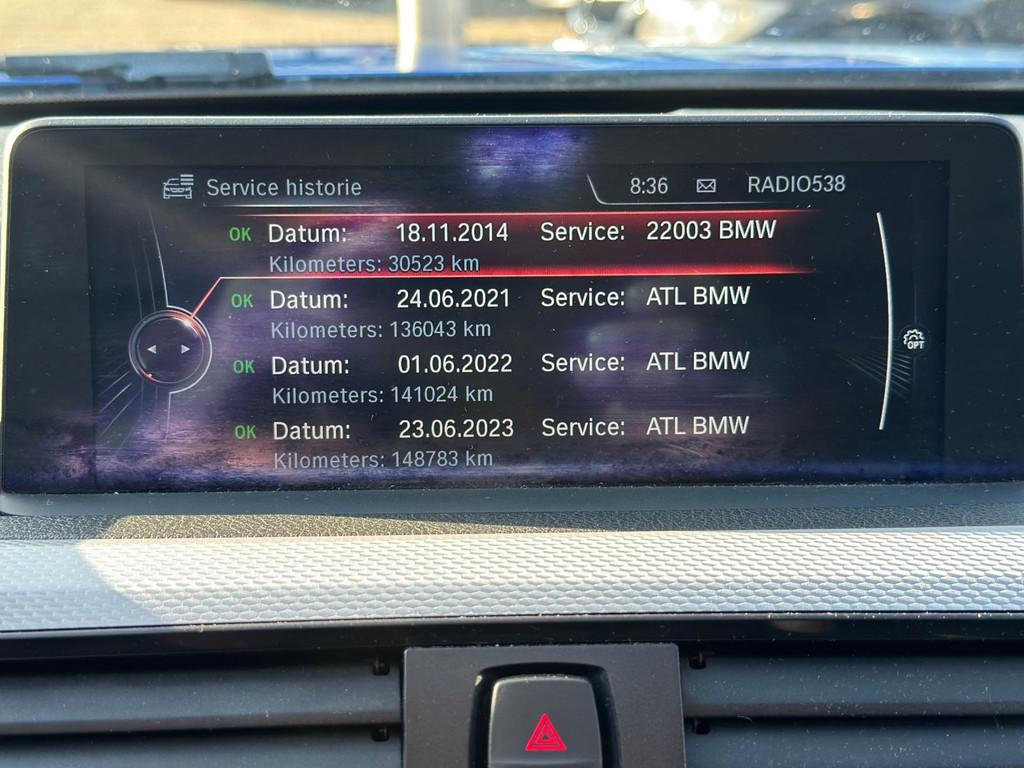 Service historie 8:36 RADIO538
OK Datum: 18.11.2014 Service: 22003 BMW
Kilometers: 30523 km
OK Datum: 24.06.2021 Service: ATL BMW
Kilometers: 136043 km
OK Datum: 01.06.2022 Service: ATL BMW
Kilometers: 141024 km
OPT
OK Datum: 23.06.2023 Service: ATL BMW
Kilometers: 148783 km